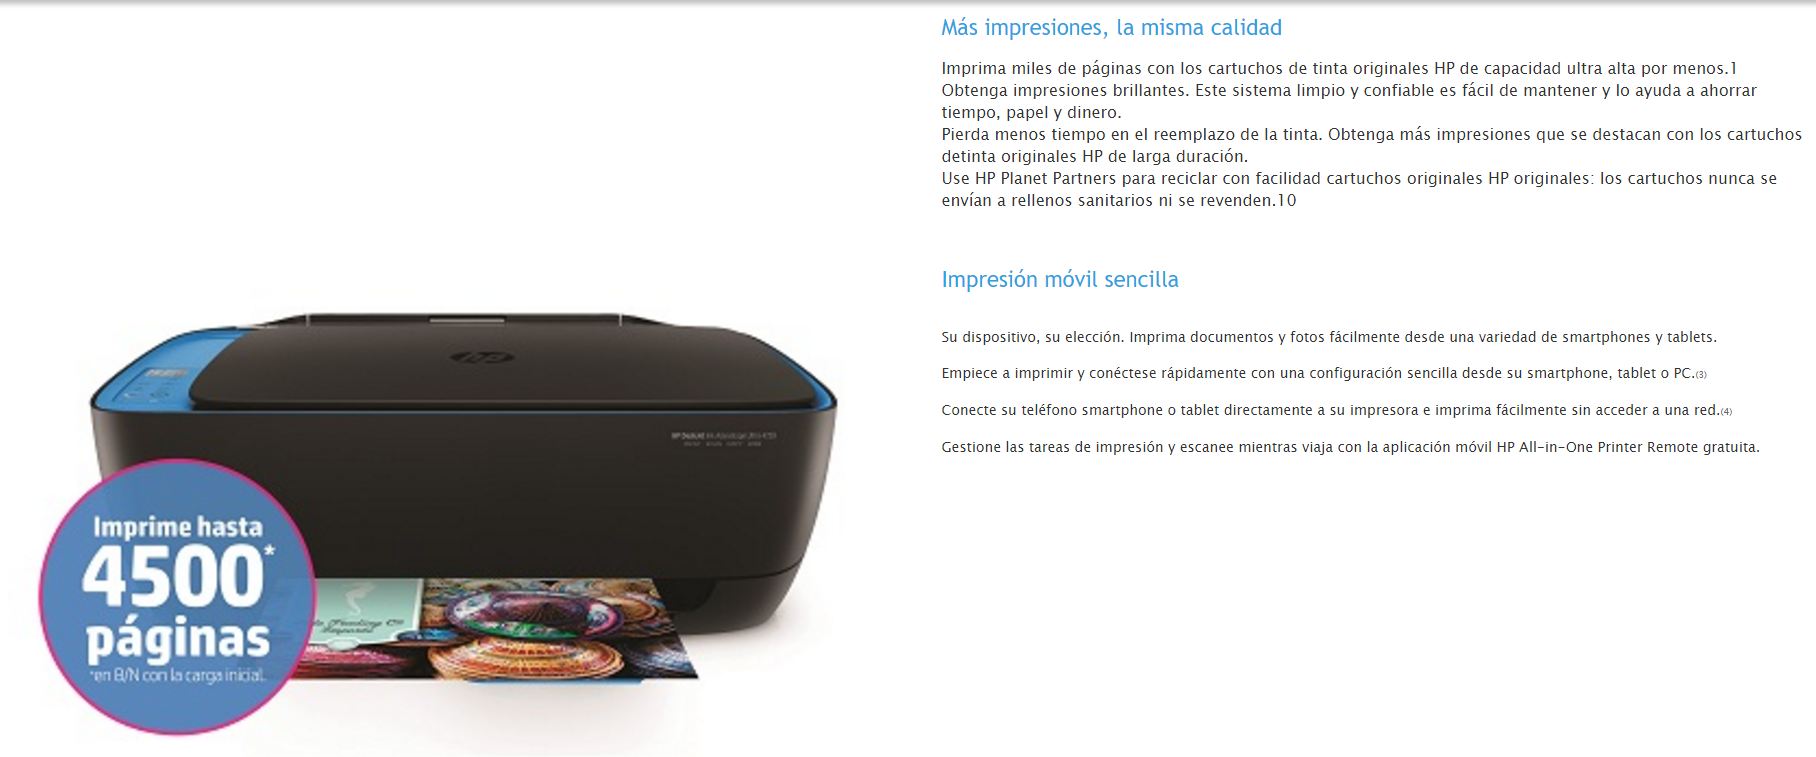 Más impresiones, la misma calidad
Imprima miles de páginas con los cartuchos de tinta originales HP de capacidad ultra alta por menos.1
Obtenga impresiones brillantes. Este sistema limpio y confiable es fácil de mantener y lo ayuda a ahorrar
tiempo, papel y dinero.
Pierda menos tiempo en el reemplazo de la tinta. Obtenga más impresiones que se destacan con los cartuchos
detinta originales HP de larga duración.
Use HP Planet Partners para reciclar con facilidad cartuchos originales HP originales: los cartuchos nunca se
envían a rellenos sanitarios ni se revenden.10
Impresión móvil sencilla
Su dispositivo, su elección. Imprima documentos y fotos fácilmente desde una variedad de smartphones y tablets.
Empiece a imprimir y conéctese rápidamente con una configuración sencilla desde su smartphone, tablet o PC.(3)
Conecte su teléfono smartphone o tablet directamente a su impresora e imprima fácilmente sin acceder a una red.(4)
Gestione las tareas de impresión y escanee mientras viaja con la aplicación móvil HP All-in-One Printer Remote gratuita.
hp
Imprime hasta
4500*
páginas
*en B/N con la carga inicial.
Trading Co